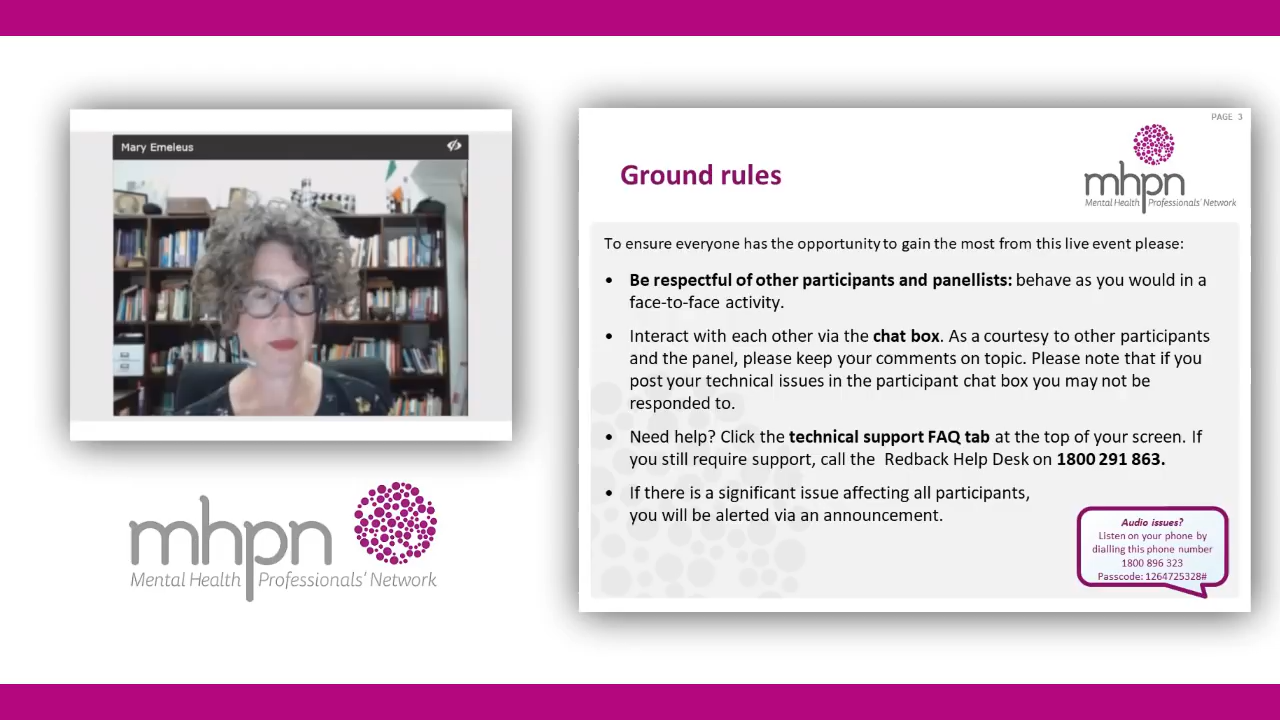 Mary Emeleus
mhpn
Mental Health Professionals' Network
PAGE 3
Ground rules
mhpn
Mental Health Professionals' Network
To ensure everyone has the opportunity to gain the most from this live event please:
• Be respectful of other participants and panellists: behave as you would in a
face-to-face activity.
• Interact with each other via the chat box. As a courtesy to other participants
and the panel, please keep your comments on topic. Please note that if you
post your technical issues in the participant chat box you may not be
responded to.
• Need help? Click the technical support FAQ tab at the top of your screen. If
you still require support, call the Redback Help Desk on 1800 291 863.
• If there is a significant issue affecting all participants,
you will be alerted via an announcement.
Audio issues?
Listen on your phone by
dialling this phone number
1800 896 323
Passcode: 1264725328#